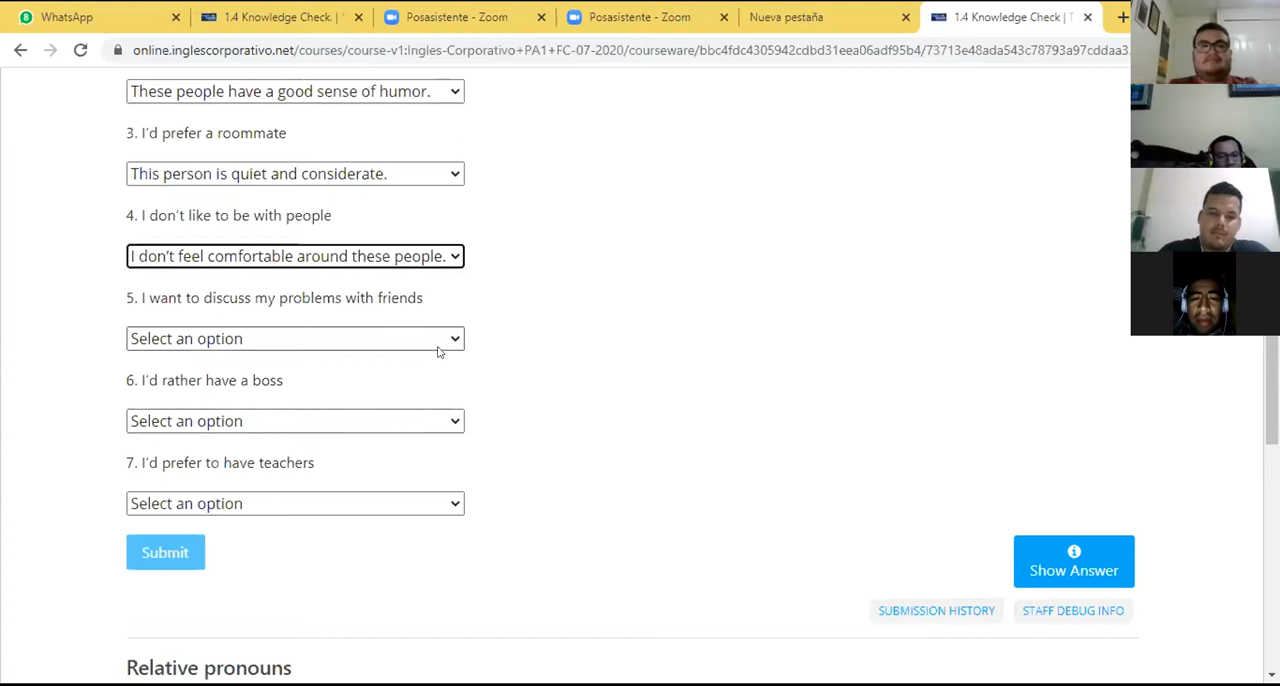 8 WhatsApp
1.4 Knowledge Check.
Posasistente - Zoom
Posasistente - Zoom
Nueva pestaña
1.4 Knowledge Check | T
online.inglescorporativo.net/courses/course-v1:Ingles-Corporativo+PA1+FC-07-2020/courseware/bbc4fdc4305942cdbd31eea06adf95b4/73713e48ada543c78793a97cddaa3
These people have a good sense of humor.
3. I'd prefer a roommate
This person is quiet and considerate.
4. I don't like to be with people
I don't feel comfortable around these people.
5. I want to discuss my problems with friends
Select an option
6. I'd rather have a boss
Select an option
7. I'd prefer to have teachers
Select an option
Submit
Show Answer
SUBMISSION HISTORY
STAFF DEBUG INFO
Relative pronouns